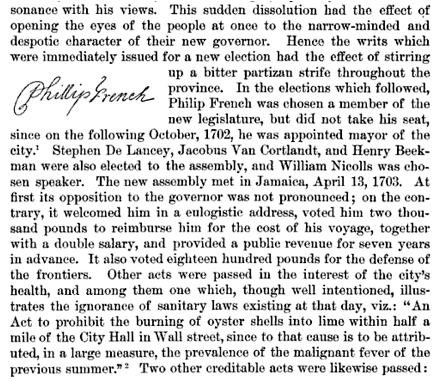 sonance with his views. This sudden dissolution had the effect of
opening the eyes of the people at once to the narrow-minded and
despotic character of their new governor. Hence the writs which
were immediately issued for a new election had the effect of stirring
up a bitter partizan strife throughout the
province. In the elections which followed,
Phillip French
Philip French was chosen a member of the
new legislature, but did not take his seat,
since on the following October, 1702, he was appointed mayor of the
city.¹ Stephen De Lancey, Jacobus Van Cortlandt, and Henry Beek-
man were also elected to the assembly, and William Nicolls was cho-
sen speaker. The new assembly met in Jamaica, April 13, 1703. At
first its opposition to the governor was not pronounced; on the con-
trary, it welcomed him in a eulogistic address, voted him two thou-
sand pounds to reimburse him for the cost of his voyage, together
with a double salary, and provided a public revenue for seven years
in advance. It also voted eighteen hundred pounds for the defense of
the frontiers. Other acts were passed in the interest of the city's
health, and among them one which, though well intentioned, illus-
trates the ignorance of sanitary laws existing at that day, viz.: "An
Act to prohibit the burning of oyster shells into lime within half a
mile of the City Hall in Wall street, since to that cause is to be attrib-
uted, in a large measure, the prevalence of the malignant fever of the
previous summer."² Two other creditable acts were likewise passed: